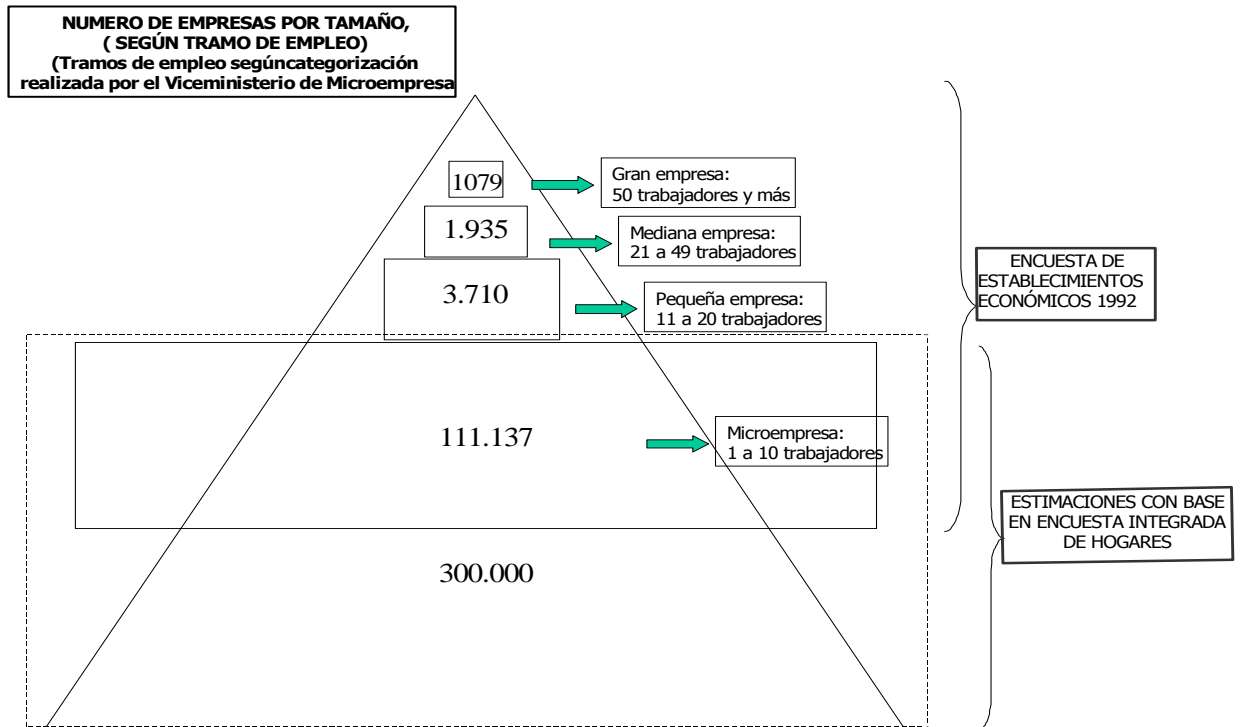 NUMERO DE EMPRESAS POR TAMAÑO,
( SEGÚN TRAMO DE EMPLEO)
(Tramos de empleo segúncategorización
realizada por el Viceministerio de Microempresa
1079
Gran empresa:
50 trabajadores y más
1.935
Mediana empresa:
21 a 49 trabajadores
3.710
Pequeña empresa:
11 a 20 trabajadores
ENCUESTA DE
ESTABLECIMIENTOS
ECONÓMICOS 1992
111.137
Microempresa:
1 a 10 trabajadores
ESTIMACIONES CON BASE
EN ENCUESTA INTEGRADA
DE HOGARES
300.000